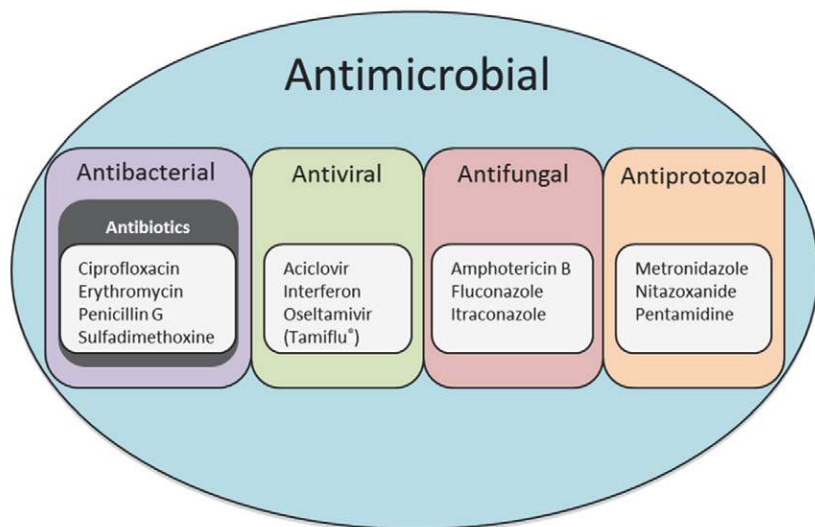 Antimicrobial
Antibacterial
Antibiotics
Ciprofloxacin
Erythromycin
Penicillin G
Sulfadimethoxine
Antiviral
Aciclovir
Interferon
Oseltamivir
(Tamiflu®)
Antifungal
Amphotericin B
Fluconazole
Itraconazole
Antiprotozoal
Metronidazole
Nitazoxanide
Pentamidine